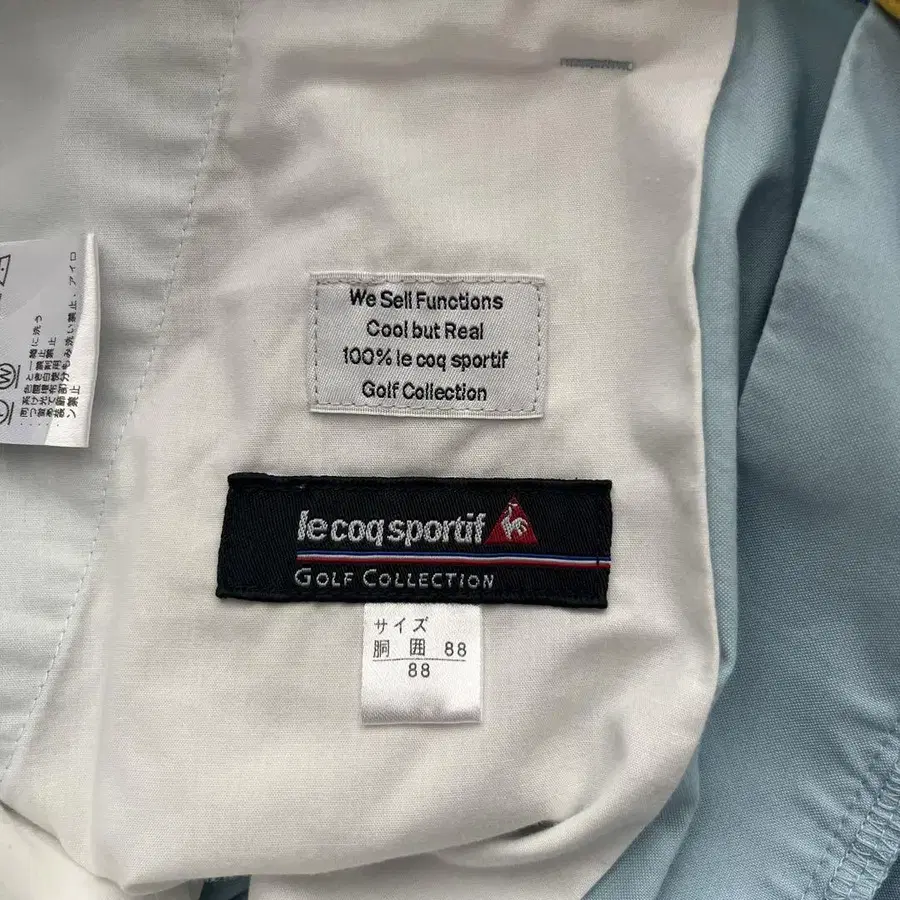 We Sell Functions
Cool but Real
100% le coq sportif
Golf Collection
le coq sportif
GOLF COLLECTION
サイズ
胴 囲 88
88